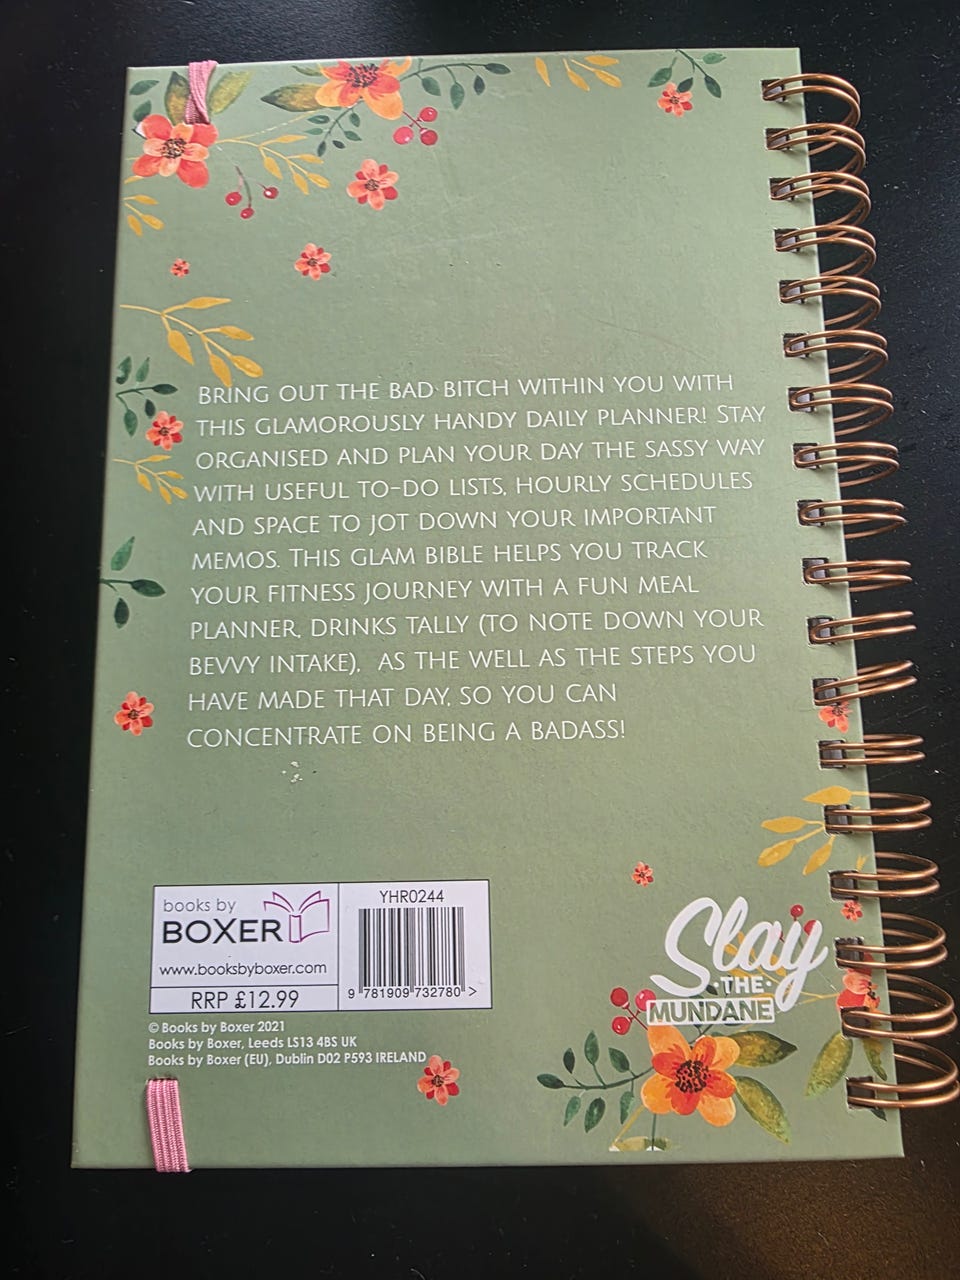 BRING OUT THE BAD BITCH WITHIN YOU WITH
THIS GLAMOROUSLY HANDY DAILY PLANNER! STAY
ORGANISED AND PLAN YOUR DAY THE SASSY WAY
WITH USEFUL TO-DO LISTS, HOURLY SCHEDULES
AND SPACE TO JOT DOWN YOUR IMPORTANT
MEMOS. THIS GLAM BIBLE HELPS YOU TRACK
YOUR FITNESS JOURNEY WITH A FUN MEAL
PLANNER, DRINKS TALLY (TO NOTE DOWN YOUR
BEVVY INTAKE), AS THE WELL AS THE STEPS YOU
HAVE MADE THAT DAY, SO YOU CAN
CONCENTRATE ON BEING A BADASS!
books by
BOXER
www.booksbyboxer.com
RRP £12.99
YHR0244
9 781909 732780 >
© Books by Boxer 2021
Books by Boxer, Leeds LS13 4BS UK
Books by Boxer (EU), Dublin D02 P593 IRELAND
Slay
·THE·
MUNDANE